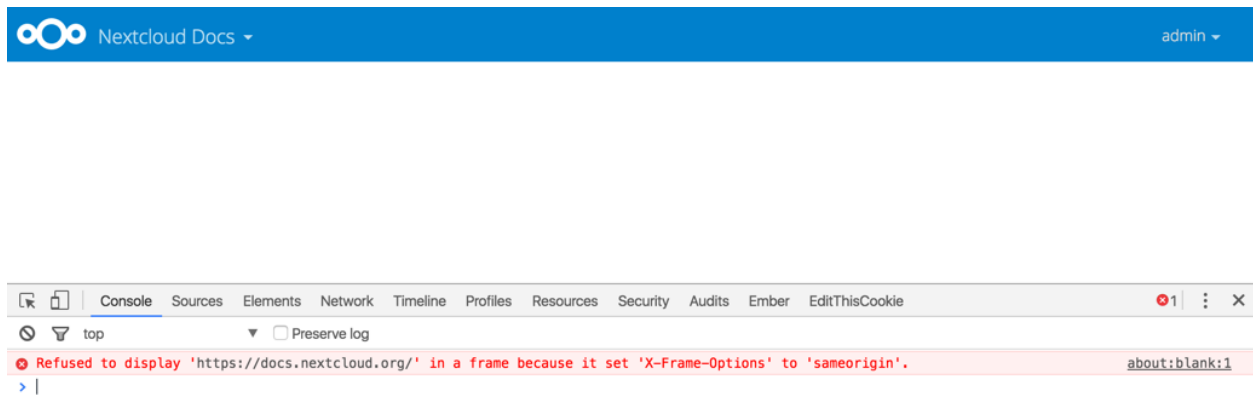 Nextcloud Docs admin
Console Sources Elements Network Timeline Profiles Resources Security Audits Ember EditThisCookie 1
top Preserve log
Refused to display 'https://docs.nextcloud.org/' in a frame because it set 'X-Frame-Options' to 'sameorigin'. about:blank:1